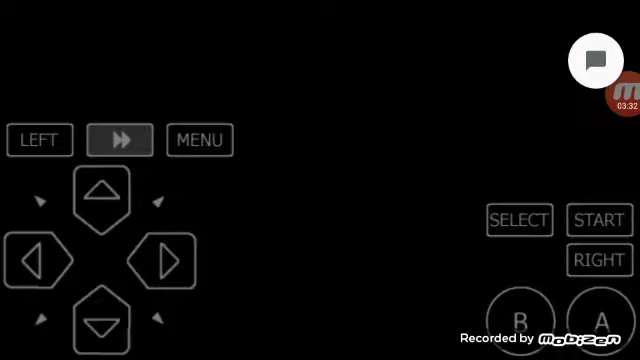 03:32
LEFT
MENU
SELECT
START
RIGHT
B
A
Recorded by mobizen